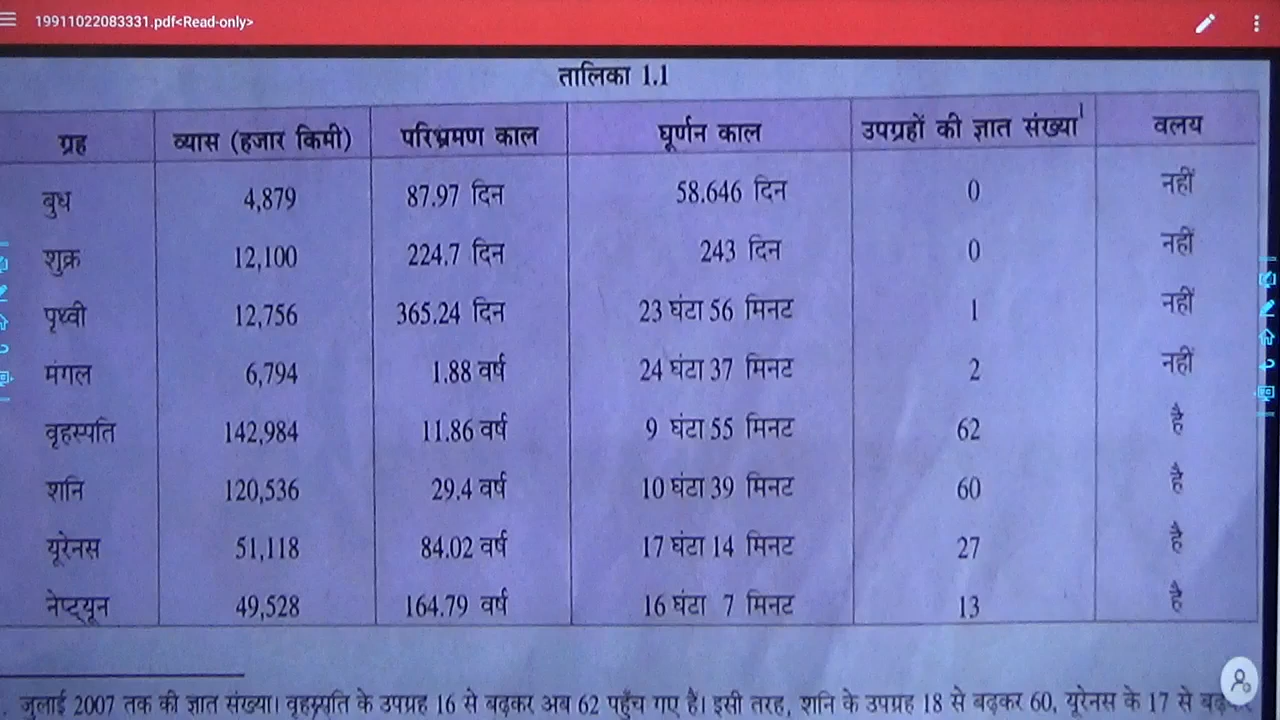 19911022083331.pdf<Read-only>
तालिका 1.1
ग्रह व्यास (हजार किमी) परिभ्रमण काल घूर्णन काल उपग्रहों की ज्ञात संख्या¹ वलय
बुध 4,879 87.97 दिन 58.646 दिन 0 नहीं
शुक्र 12,100 224.7 दिन 243 दिन 0 नहीं
पृथ्वी 12,756 365.24 दिन 23 घंटा 56 मिनट 1 नहीं
मंगल 6,794 1.88 वर्ष 24 घंटा 37 मिनट 2 नहीं
वृहस्पति 142,984 11.86 वर्ष 9 घंटा 55 मिनट 62 है
शनि 120,536 29.4 वर्ष 10 घंटा 39 मिनट 60 है
यूरेनस 51,118 84.02 वर्ष 17 घंटा 14 मिनट 27 है
नेप्ट्यून 49,528 164.79 वर्ष 16 घंटा 7 मिनट 13 है
. जुलाई 2007 तक की ज्ञात संख्या। वृहस्पति के उपग्रह 16 से बढ़कर अब 62 पहुँच गए हैं। इसी तरह, शनि के उपग्रह 18 से बढ़कर 60, यूरेनस के 17 से